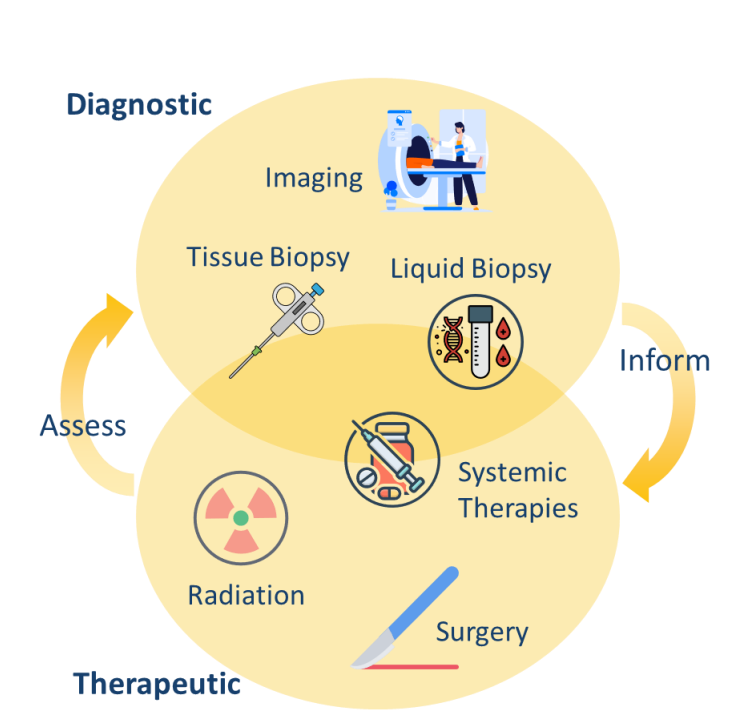 Diagnostic
Imaging
Tissue Biopsy
Liquid Biopsy
Inform
Assess
Systemic
Therapies
Radiation
Surgery
Therapeutic